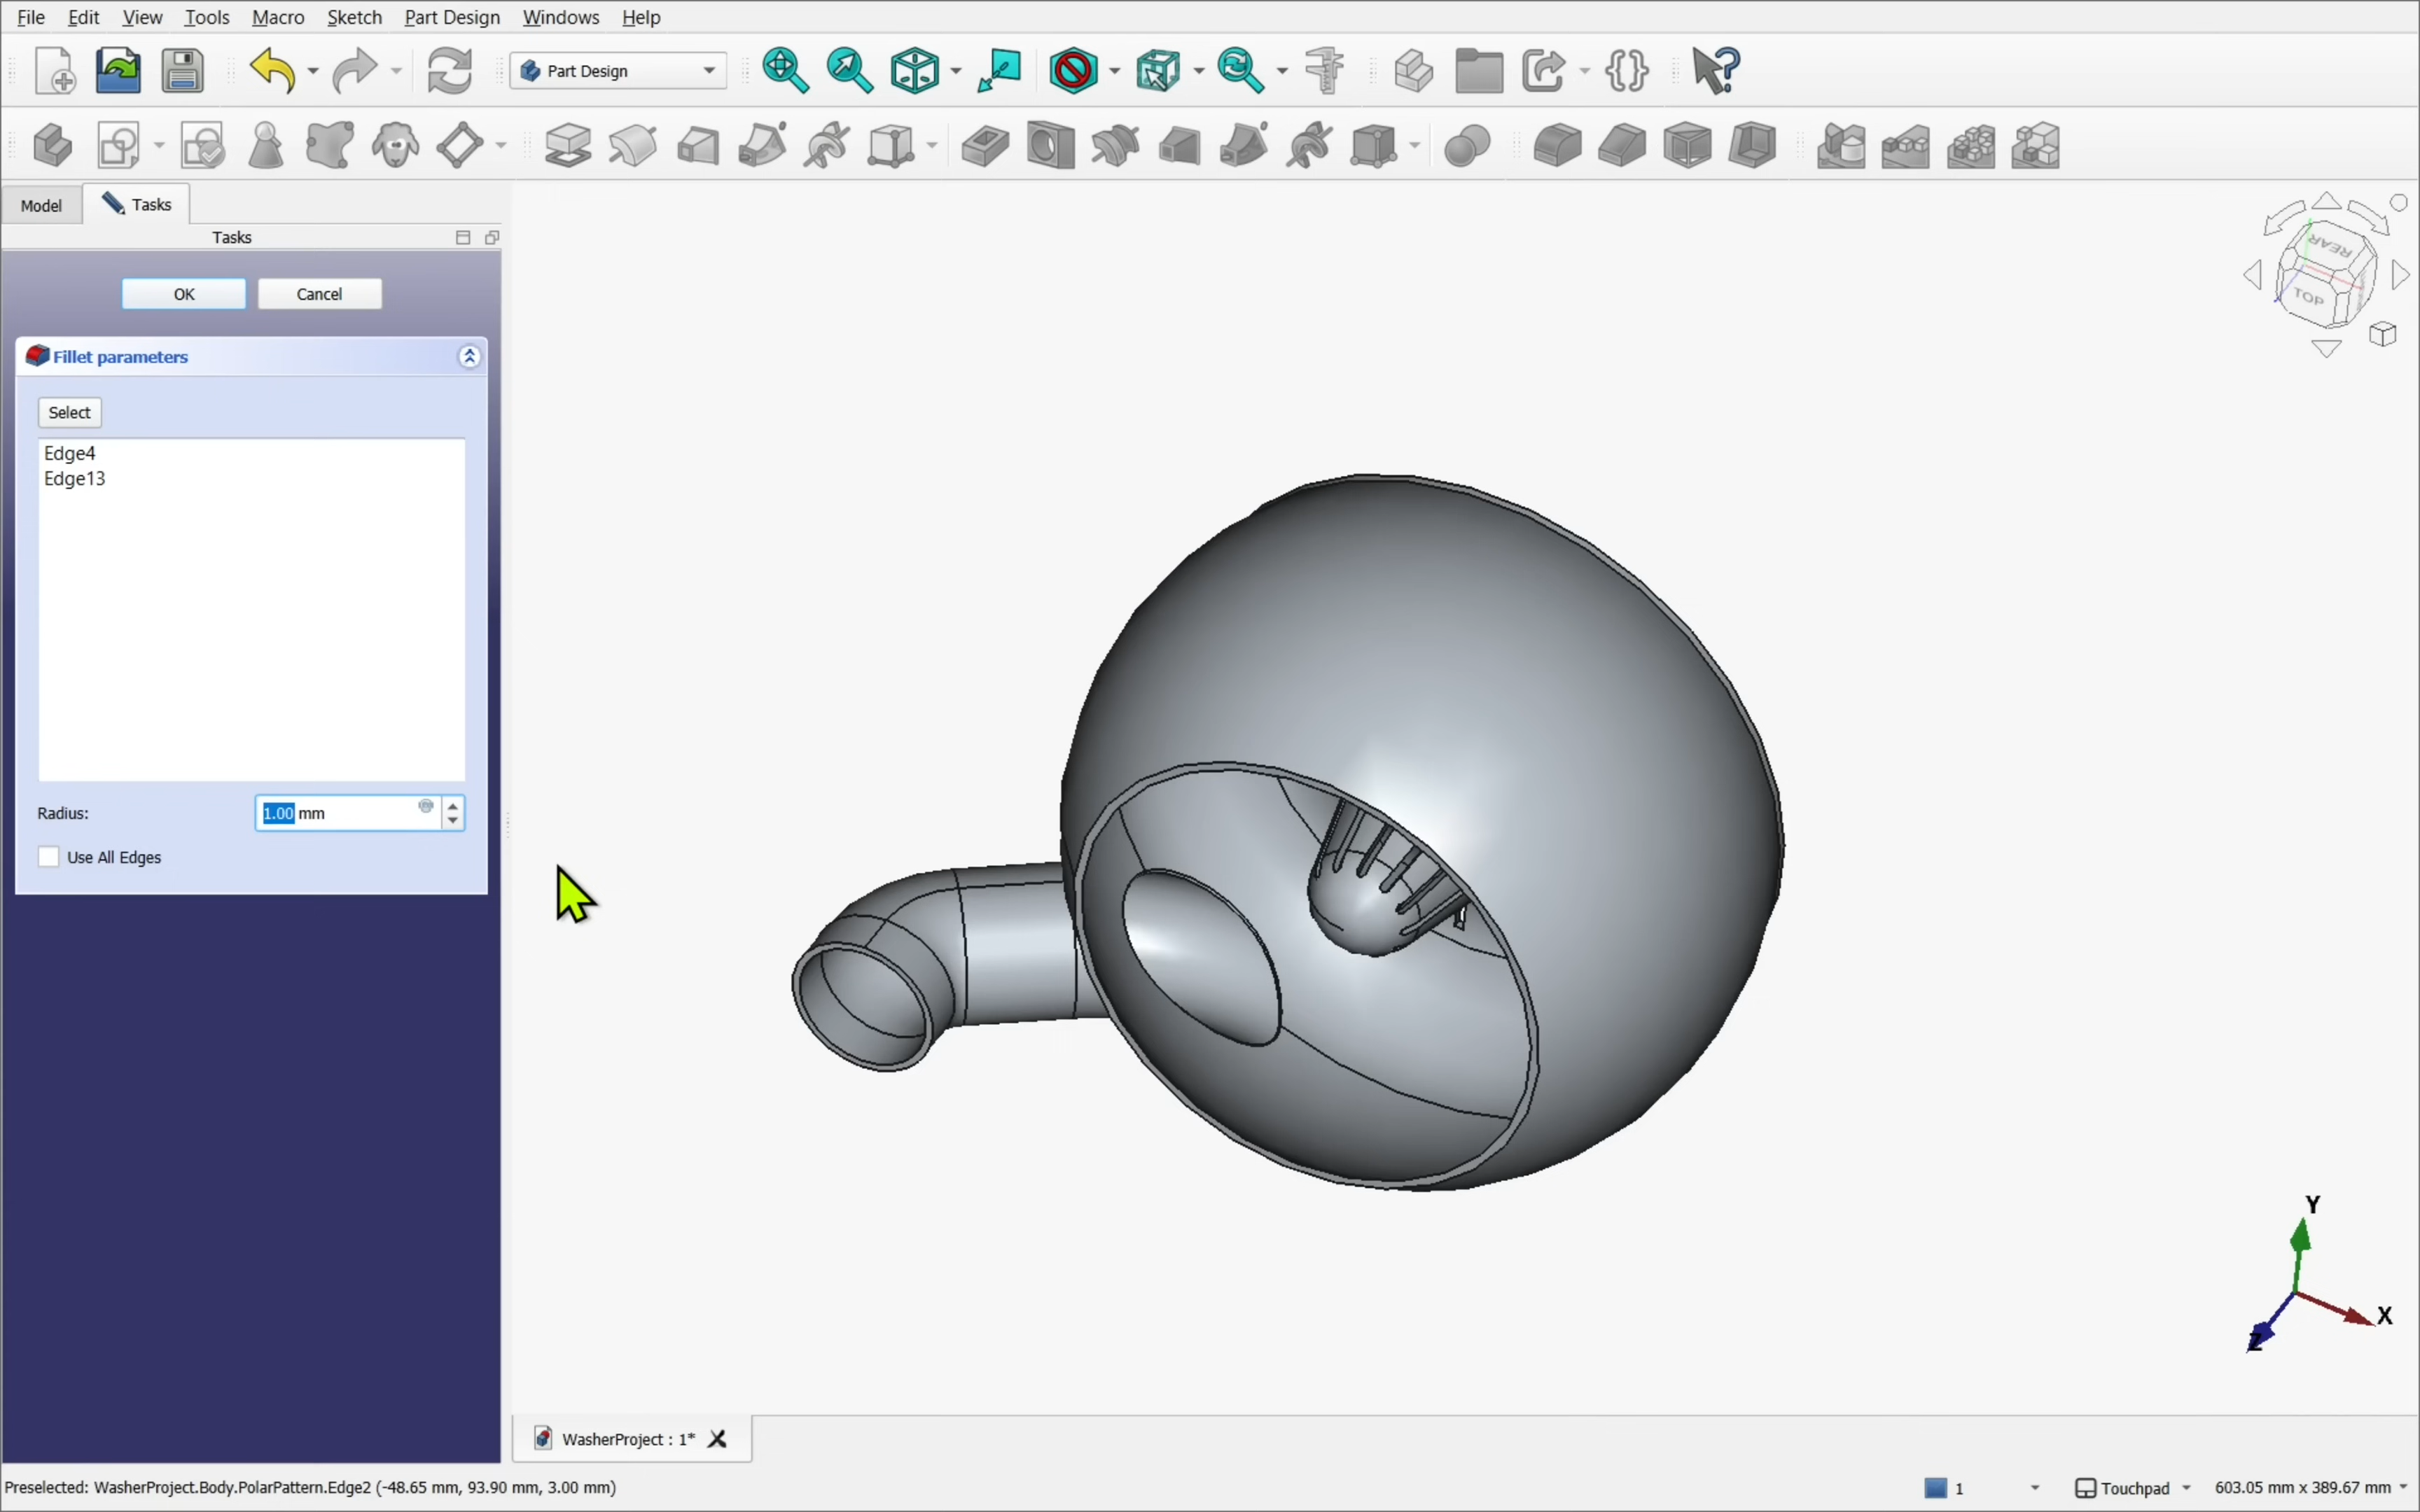 File Edit View Tools Macro Sketch Part Design Windows Help
Part Design
Model Tasks
Tasks
REAR
TOP
OK Cancel
Fillet parameters
Select
Edge4
Edge13
Radius: 1.00 mm
Use All Edges
Y
X
Z
WasherProject : 1*
Preselected: WasherProject.Body.PolarPattern.Edge2 (-48.65 mm, 93.90 mm, 3.00 mm) 1 Touchpad 603.05 mm x 389.67 mm